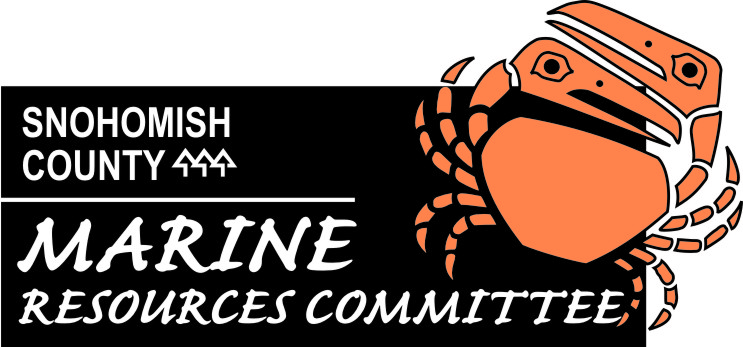 SNOHOMISH
COUNTY
MARINE
RESOURCES COMMITTEE